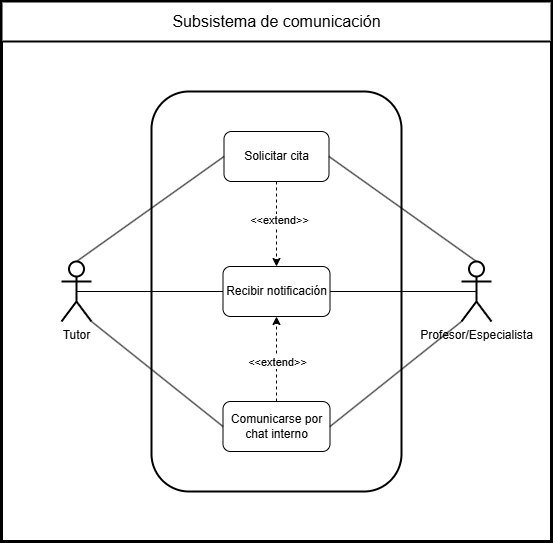 Subsistema de comunicación
Solicitar cita
<<extend>>
Recibir notificación
Tutor
Profesor/Especialista
<<extend>>
Comunicarse por
chat interno